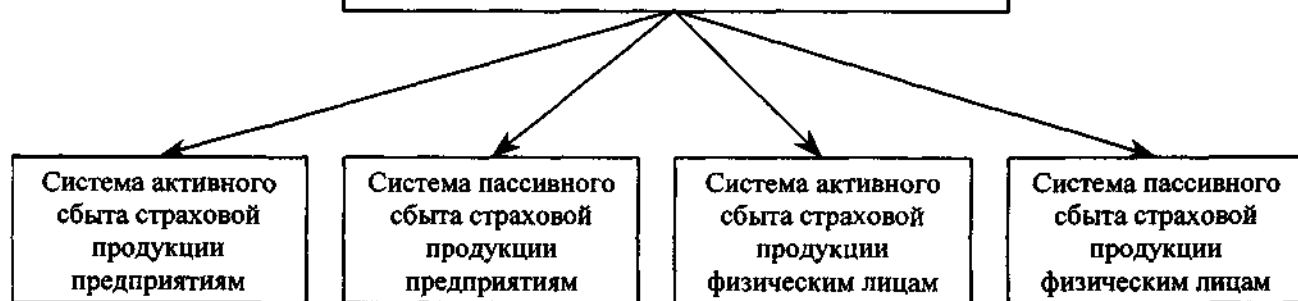 Система активного
сбыта страховой
продукции
предприятиям
Система пассивного
сбыта страховой
продукции
предприятиям
Система активного
сбыта страховой
продукции
физическим лицам
Система пассивного
сбыта страховой
продукции
физическим лицам